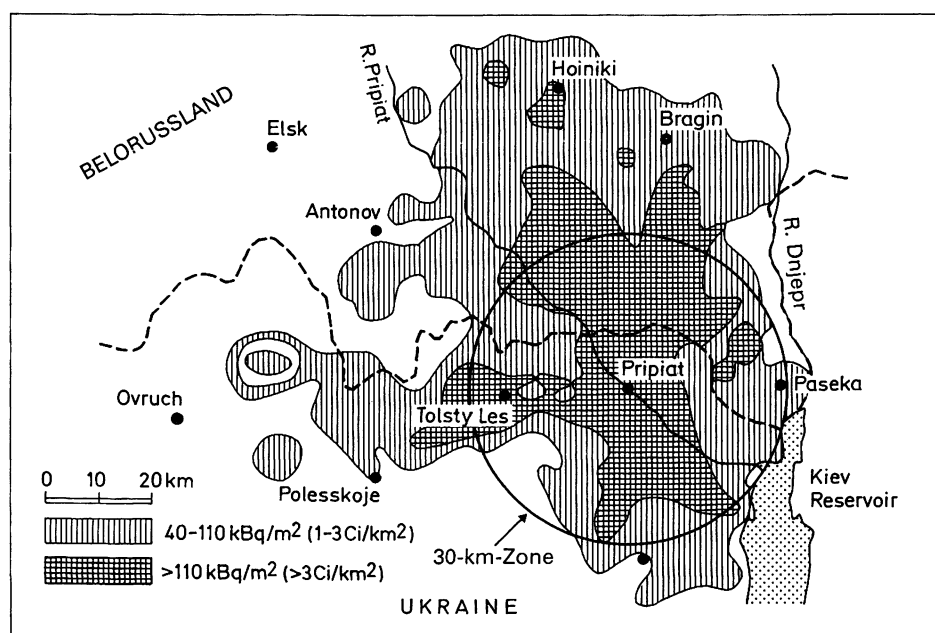 R. Pripiat
Hoiniki
BELORUSSLAND
Elsk
Bragin
Antonov
R. Dnjepr
Pripiat
Paseka
Ovruch
Tolsty Les
0 10 20 km
Polesskoje
Kiev
Reservoir
40-110 kBq/m² (1-3Ci/km²)
30-km-Zone
>110 kBq/m² (>3Ci/km²)
UKRAINE